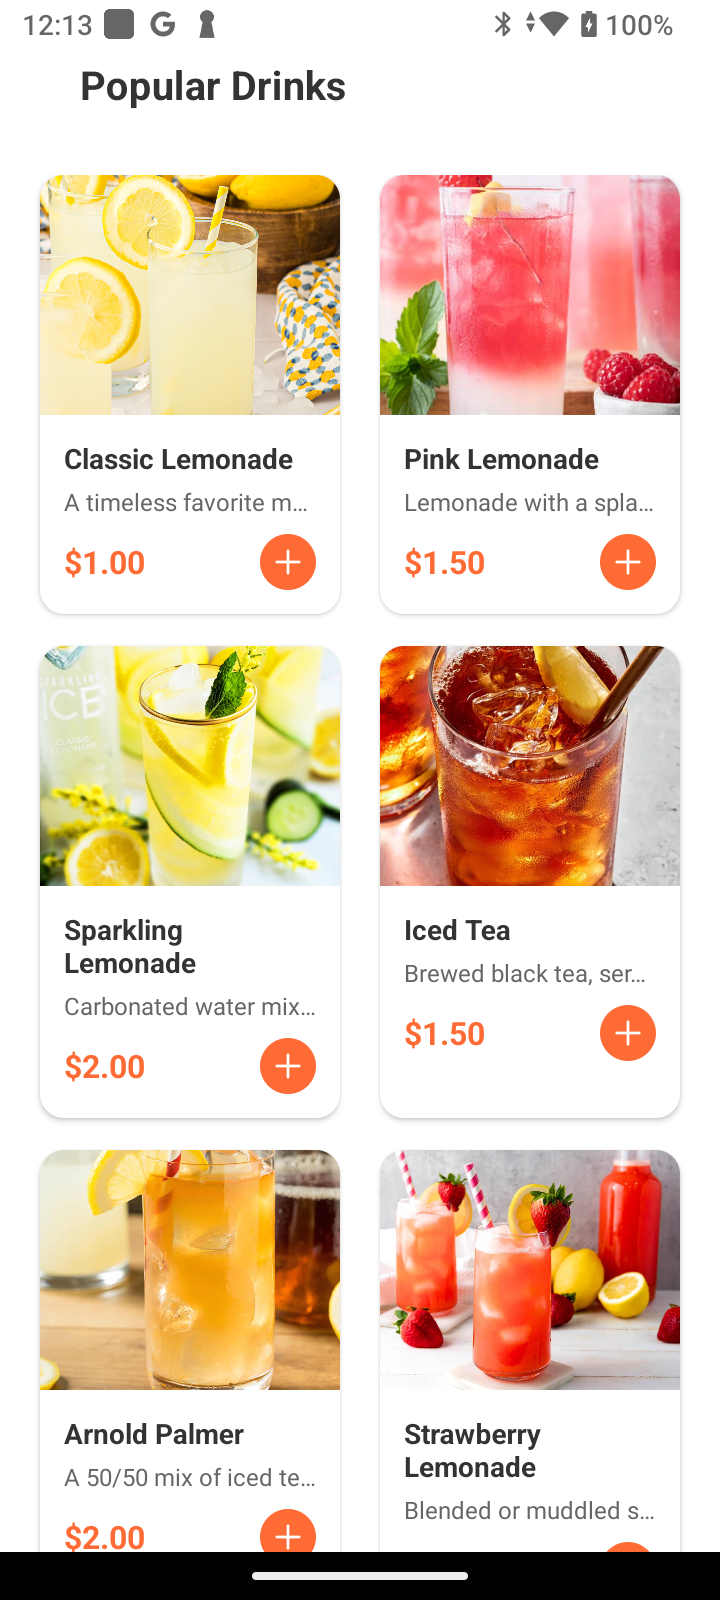 12:13
100%
Popular Drinks
SPARKLING
ICE
CLASSIC
LEMONADE
Classic Lemonade
A timeless favorite m...
$1.00
Pink Lemonade
Lemonade with a spla...
$1.50
Sparkling
Lemonade
Carbonated water mix...
$2.00
Iced Tea
Brewed black tea, ser...
$1.50
Arnold Palmer
A 50/50 mix of iced te...
$2.00
Strawberry
Lemonade
Blended or muddled s...